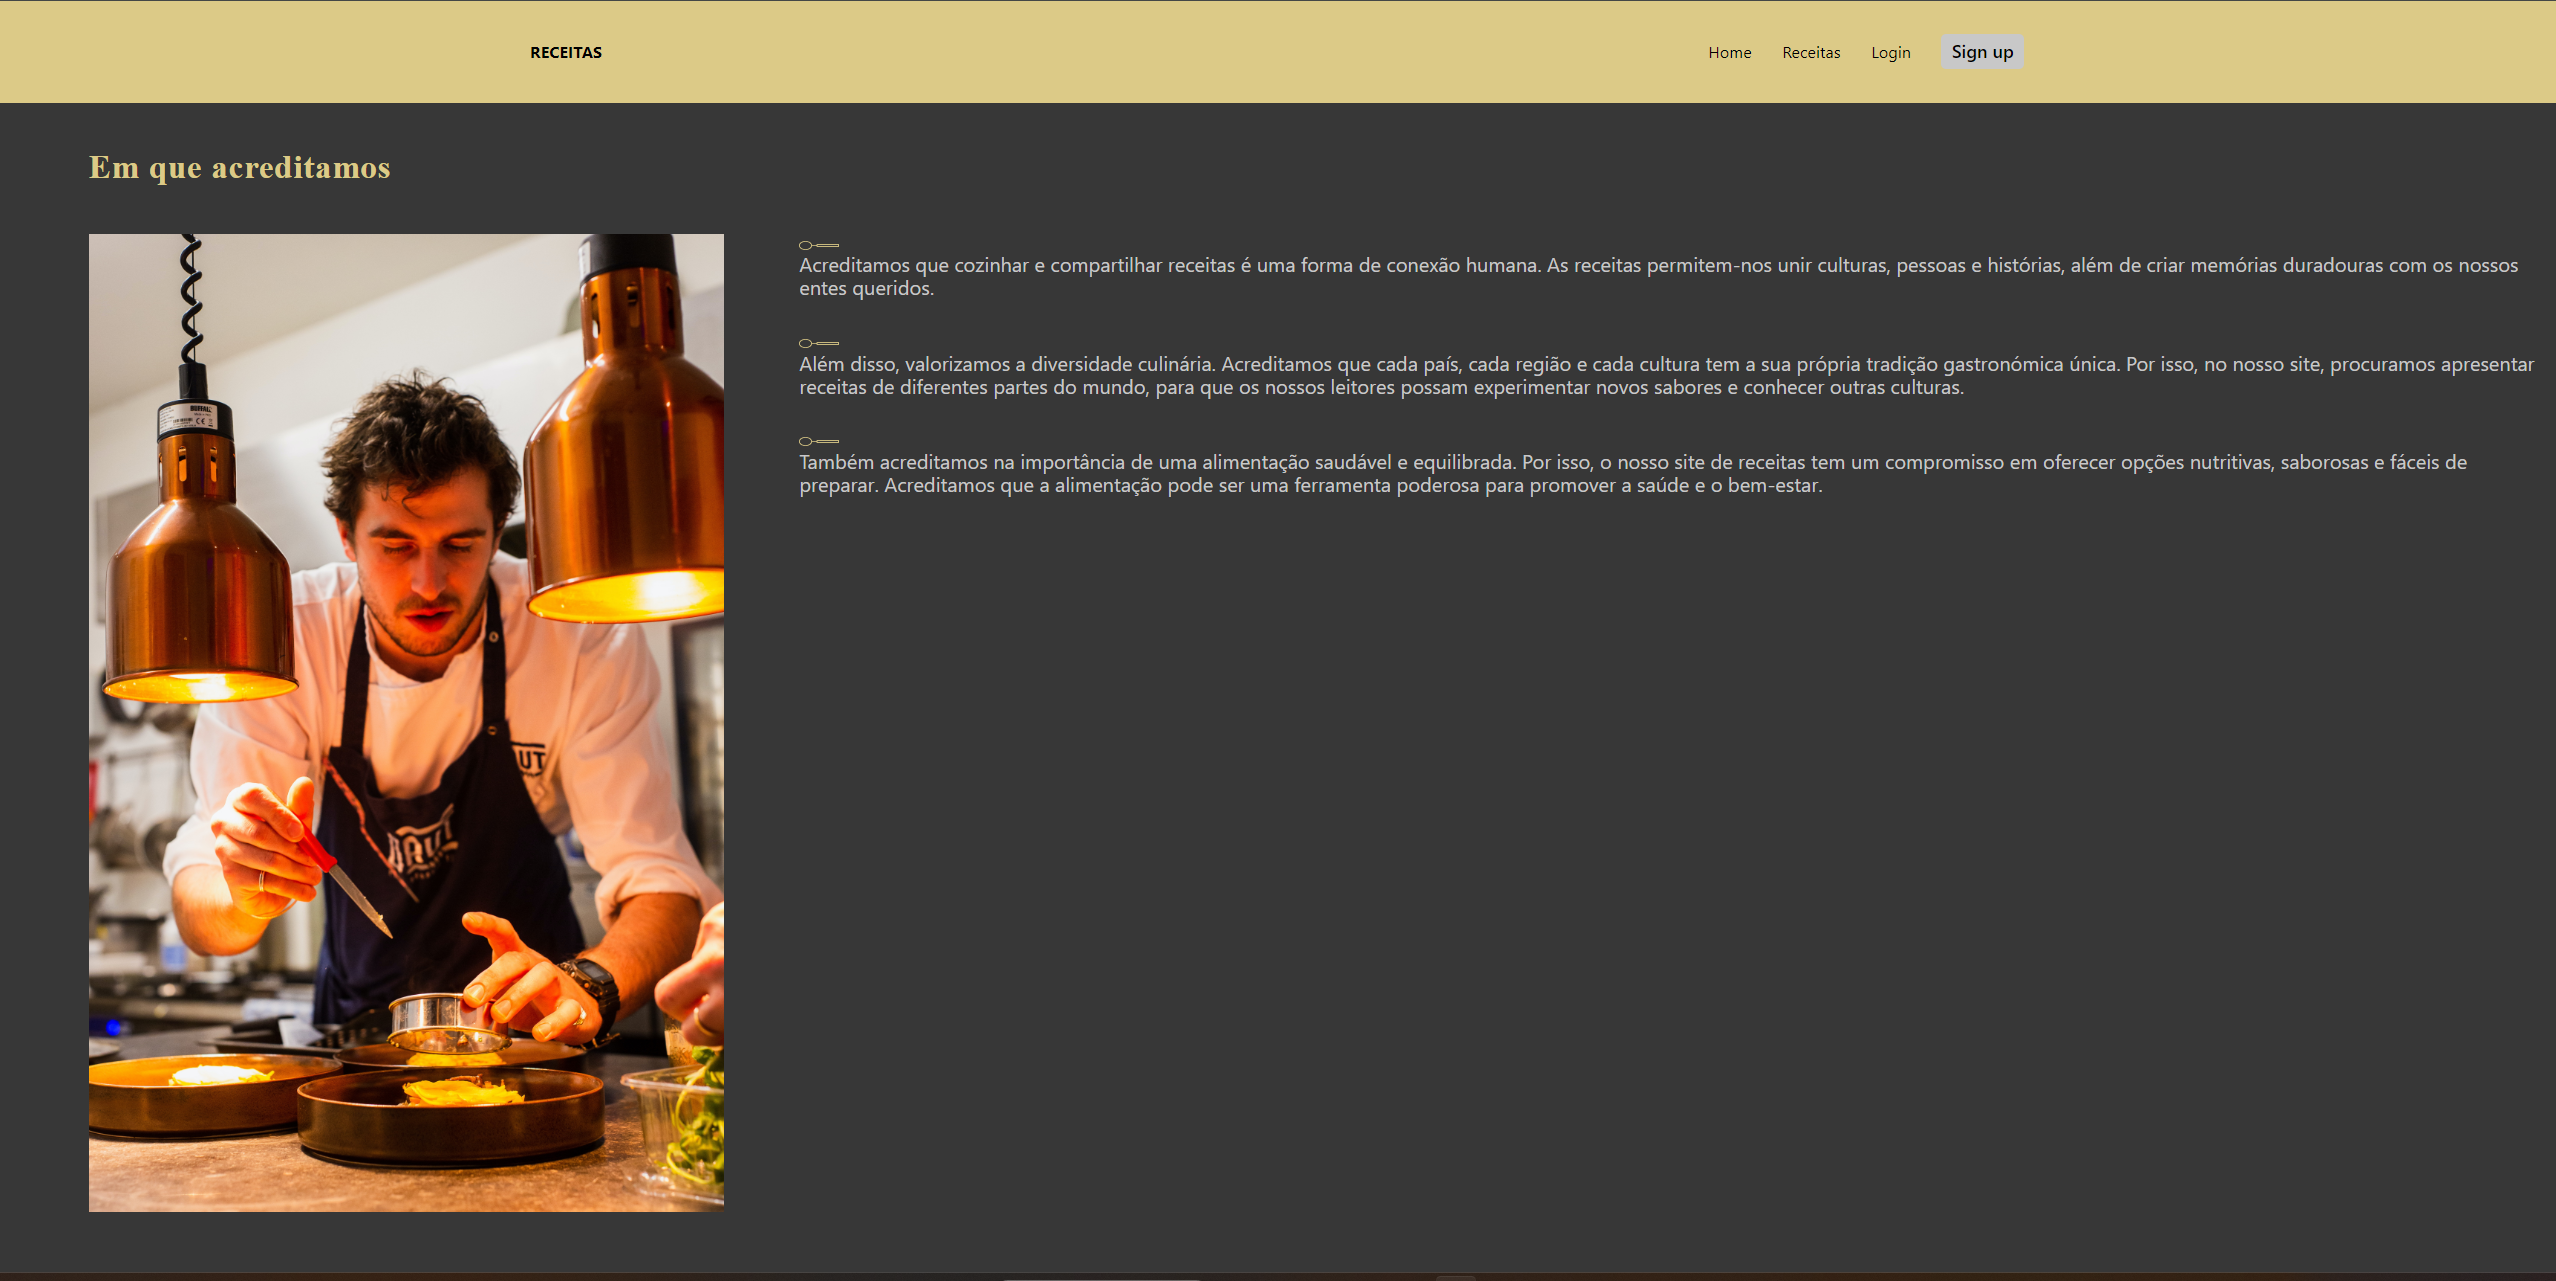 RECEITAS
Home Receitas Login Sign up
Em que acreditamos
Acreditamos que cozinhar e compartilhar receitas é uma forma de conexão humana. As receitas permitem-nos unir culturas, pessoas e histórias, além de criar memórias duradouras com os nossos
entes queridos.
Além disso, valorizamos a diversidade culinária. Acreditamos que cada país, cada região e cada cultura tem a sua própria tradição gastronómica única. Por isso, no nosso site, procuramos apresentar
receitas de diferentes partes do mundo, para que os nossos leitores possam experimentar novos sabores e conhecer outras culturas.
Também acreditamos na importância de uma alimentação saudável e equilibrada. Por isso, o nosso site de receitas tem um compromisso em oferecer opções nutritivas, saborosas e fáceis de
preparar. Acreditamos que a alimentação pode ser uma ferramenta poderosa para promover a saúde e o bem-estar.